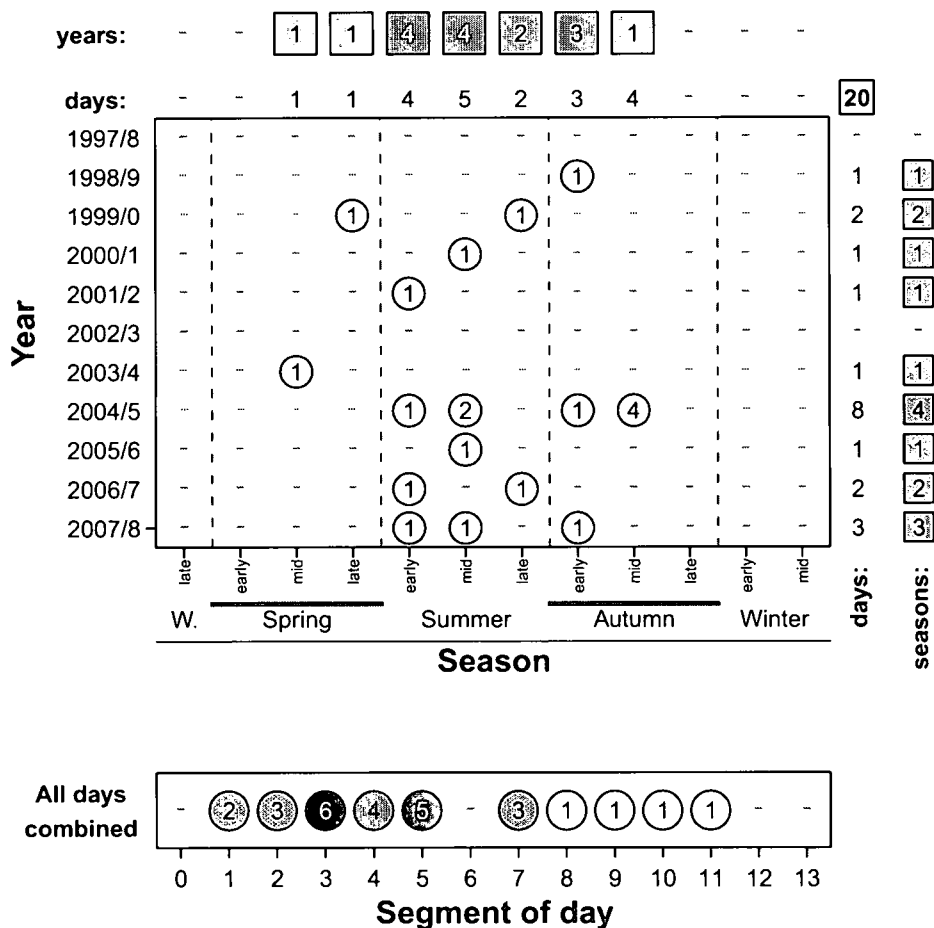 years: - - 1 1 4 4 2 3 1 - - -
days: - - 1 1 4 5 2 3 4 - - - 20
1997/8 - - - - - - - - - - - - - -
1998/9 - - - - - - - 1 - - - - 1 1
1999/0 - - - 1 - - 1 - - - - - 2 2
2000/1 - - - - - 1 - - - - - - 1 1
2001/2 - - - - 1 - - - - - - - 1 1
2002/3 - - - - - - - - - - - - - -
2003/4 - - 1 - - - - - - - - - 1 1
2004/5 - - - - 1 2 - 1 4 - - - 8 4
2005/6 - - - - - 1 - - - - - - 1 1
2006/7 - - - - 1 - 1 - - - - - 2 2
2007/8 - - - - 1 1 - 1 - - - - 3 3
Year
late early mid late early mid late early mid late early mid
days:
seasons:
W. Spring Summer Autumn Winter
Season
All days
combined
- 2 3 6 4 5 - 3 1 1 1 1 - -
0 1 2 3 4 5 6 7 8 9 10 11 12 13
Segment of day